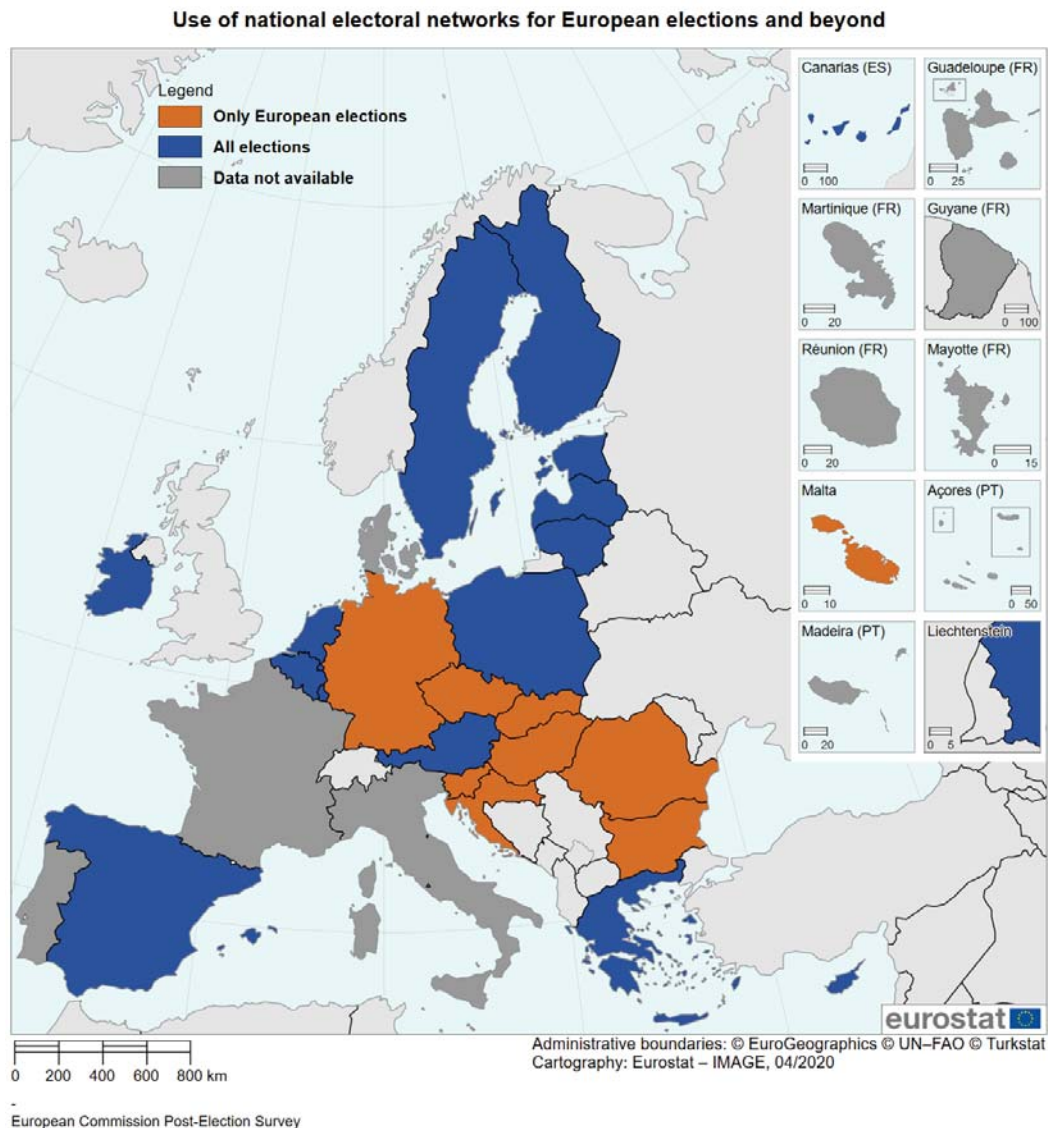 Use of national electoral networks for European elections and beyond
Legend
Only European elections
All elections
Data not available
Canarias (ES)
0 100
Guadeloupe (FR)
0 25
Martinique (FR)
0 20
Guyane (FR)
0 100
Réunion (FR)
0 20
Mayotte (FR)
0 15
Malta
0 10
Açores (PT)
0 50
Madeira (PT)
0 20
Liechtenstein
0 5
eurostat
Administrative boundaries: © EuroGeographics © UN–FAO © Turkstat
Cartography: Eurostat – IMAGE, 04/2020
0 200 400 600 800 km
-
European Commission Post-Election Survey